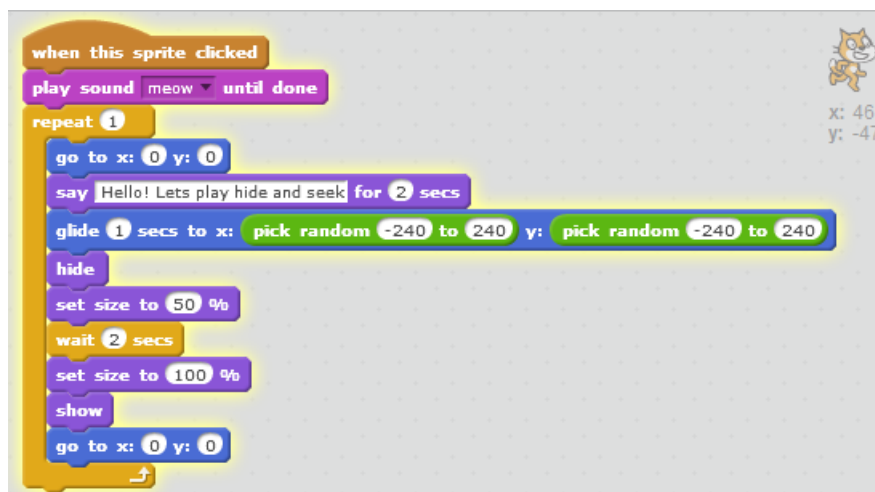 when this sprite clicked
play sound meow until done
repeat 1
go to x: 0 y: 0
say Hello! Lets play hide and seek for 2 secs
glide 1 secs to x: pick random -240 to 240 y: pick random -240 to 240
hide
set size to 50 %
wait 2 secs
set size to 100 %
show
go to x: 0 y: 0
x: 46
y: -47